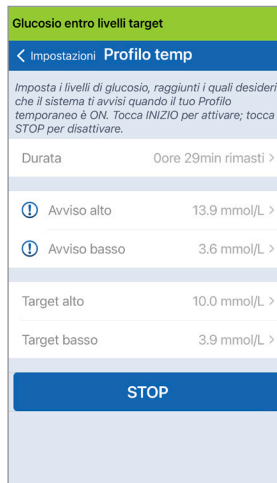 Glucosio entro livelli target
Impostazioni Profilo temp
Imposta i livelli di glucosio, raggiunti i quali desideri
che il sistema ti avvisi quando il tuo Profilo
temporaneo è ON. Tocca INIZIO per attivare; tocca
STOP per disattivare.
Durata 0ore 29min rimasti >
Avviso alto 13.9 mmol/L >
Avviso basso 3.6 mmol/L >
Target alto 10.0 mmol/L >
Target basso 3.9 mmol/L >
STOP